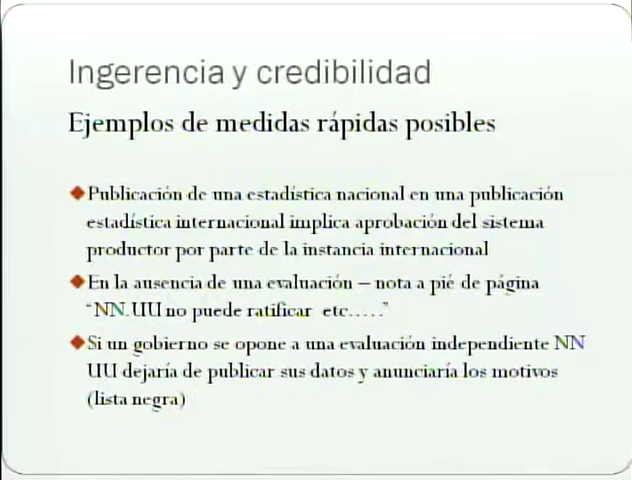 Ingerencia y credibilidad
Ejemplos de medidas rápidas posibles
Publicación de una estadística nacional en una publicación
estadística internacional implica aprobación del sistema
productor por parte de la instancia internacional
En la ausencia de una evaluación – nota a pié de página
“NN.UU no puede ratificar etc.....”
Si un gobierno se opone a una evaluación independiente NN
UU dejaría de publicar sus datos y anunciaría los motivos
(lista negra)